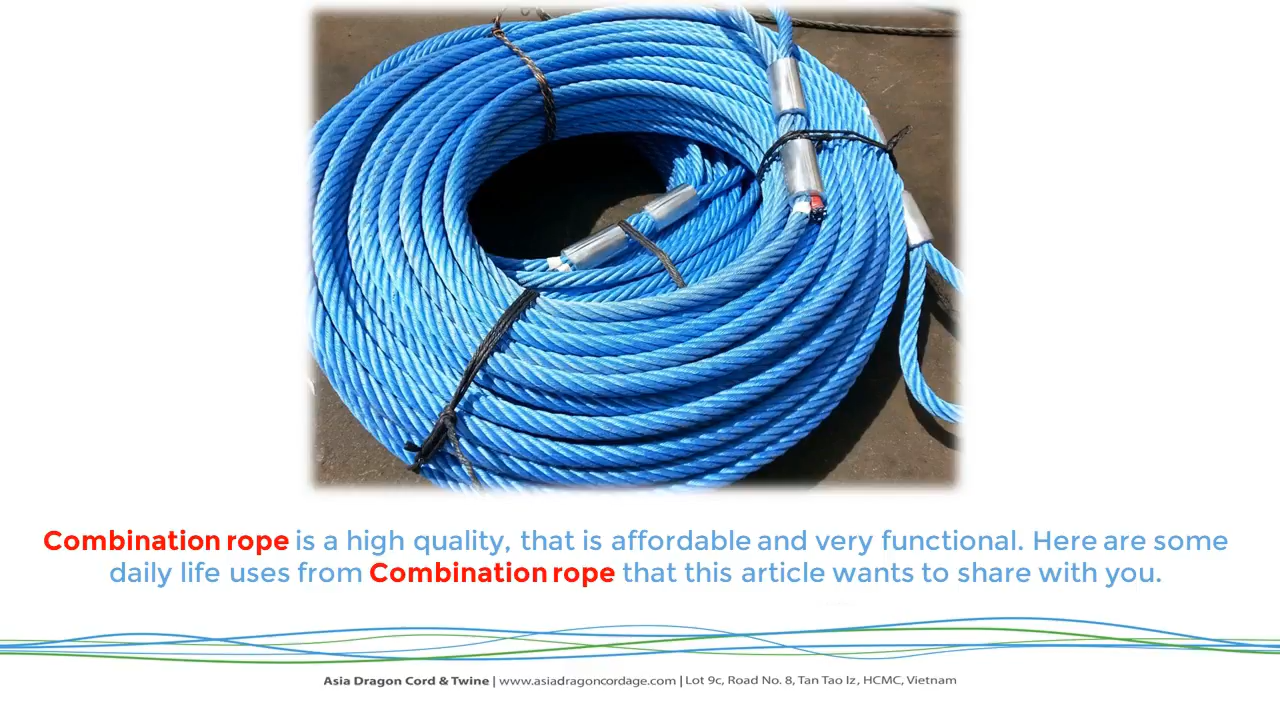 Combination rope is a high quality, that is affordable and very functional. Here are some
daily life uses from Combination rope that this article wants to share with you.
Asia Dragon Cord & Twine | www.asiadragoncordage.com | Lot 9c, Road No. 8, Tan Tao Iz, HCMC, Vietnam